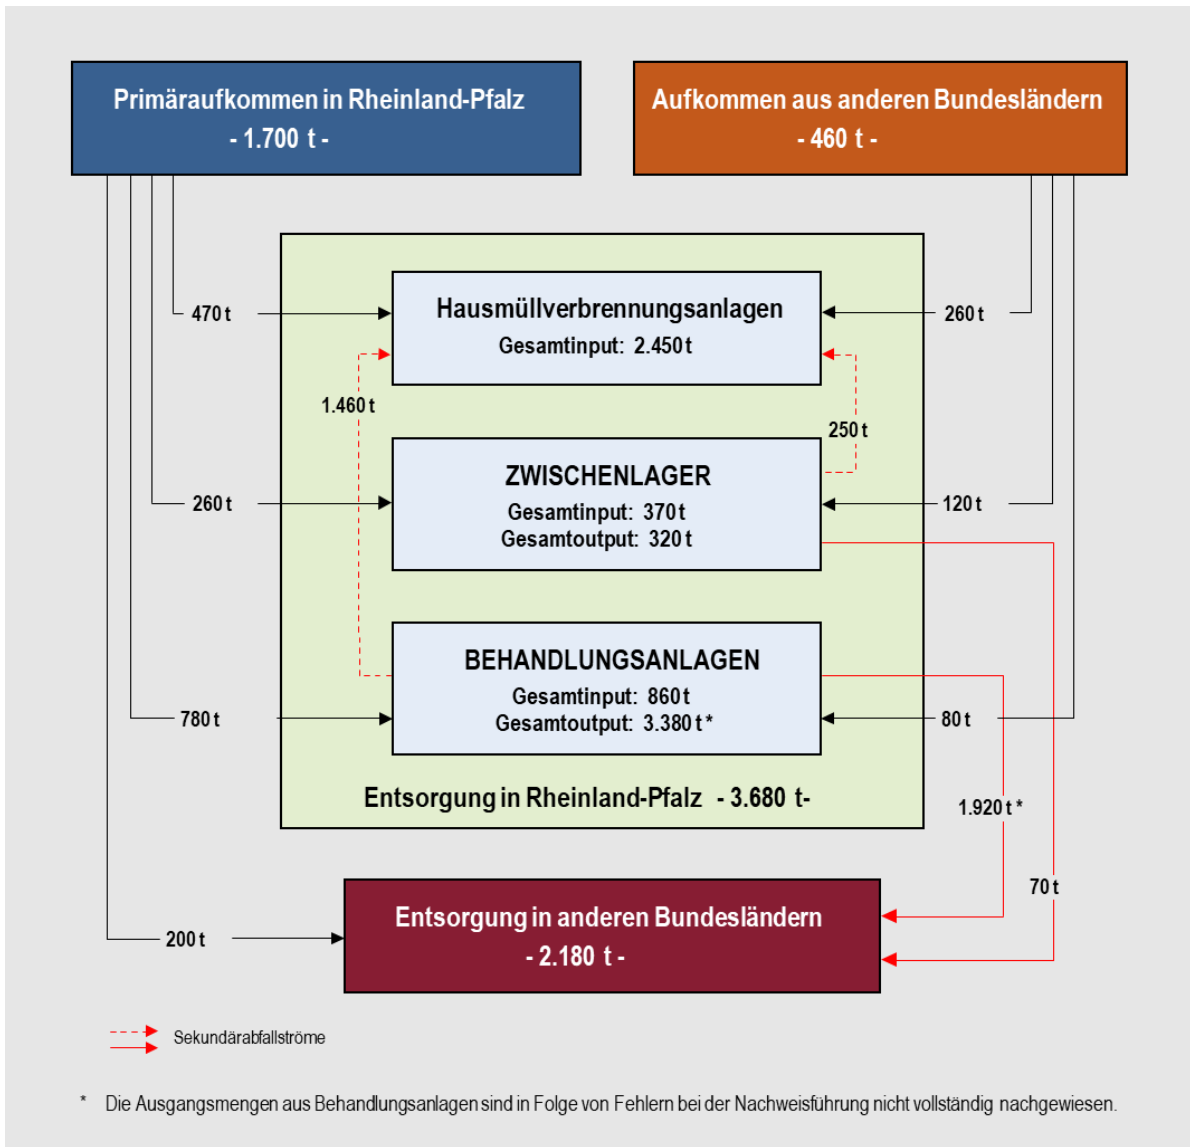 Primäraufkommen in Rheinland-Pfalz
- 1.700 t -
Aufkommen aus anderen Bundesländern
- 460 t -
Hausmüllverbrennungsanlagen
Gesamtinput: 2.450 t
470 t
260 t
1.460 t
250 t
ZWISCHENLAGER
Gesamtinput: 370 t
Gesamtoutput: 320 t
260 t
120 t
BEHANDLUNGSANLAGEN
Gesamtinput: 860 t
Gesamtoutput: 3.380 t *
780 t
80 t
Entsorgung in Rheinland-Pfalz - 3.680 t-
1.920 t *
70 t
Entsorgung in anderen Bundesländern
- 2.180 t -
200 t
Sekundärabfallströme
* Die Ausgangsmengen aus Behandlungsanlagen sind in Folge von Fehlern bei der Nachweisführung nicht vollständig nachgewiesen.